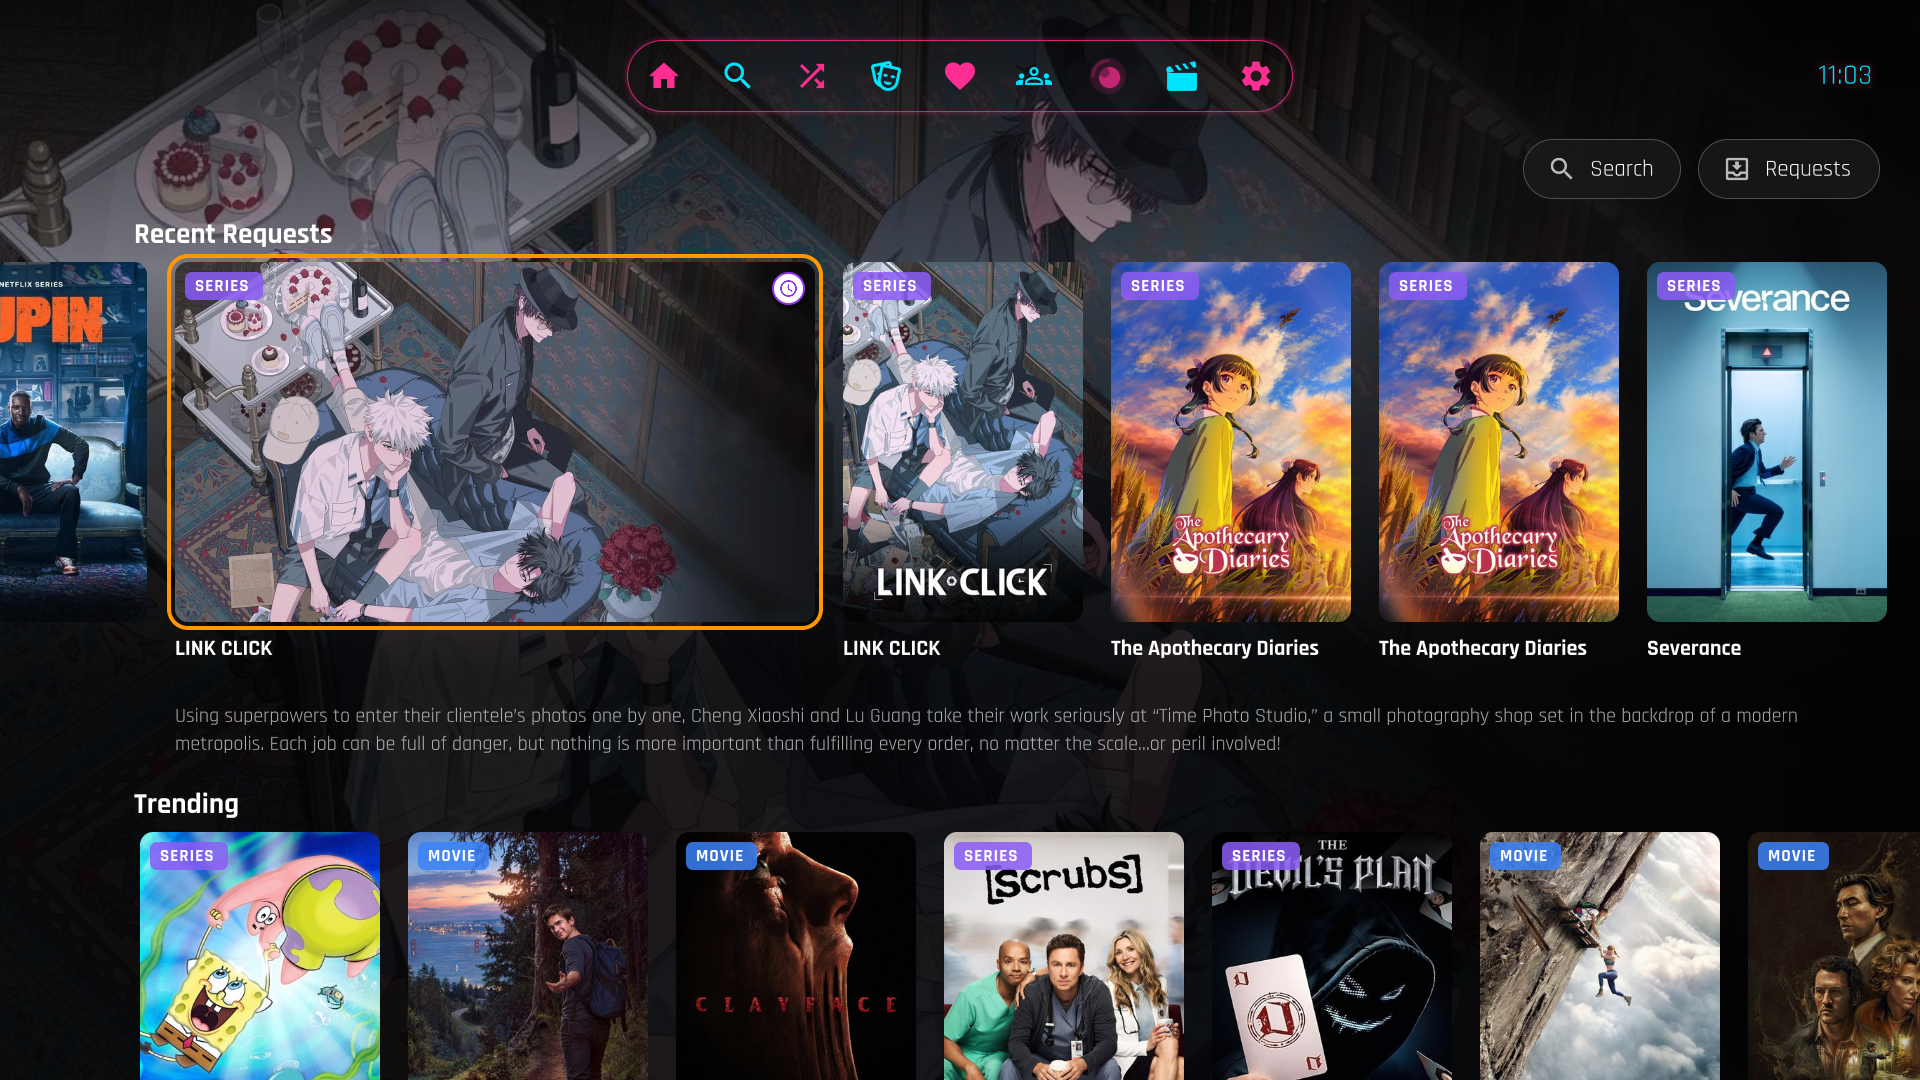 11:03
Search
Requests
Recent Requests
NETFLIX SERIES
UPIN
SERIES
SERIES
LINK CLICK
SERIES
The
Apothecary
Diaries
SERIES
The
Apothecary
Diaries
SERIES
Severance
LINK CLICK
LINK CLICK
The Apothecary Diaries
The Apothecary Diaries
Severance
Using superpowers to enter their clientele's photos one by one, Cheng Xiaoshi and Lu Guang take their work seriously at “Time Photo Studio,” a small photography shop set in the backdrop of a modern
metropolis. Each job can be full of danger, but nothing is more important than fulfilling every order, no matter the scale...or peril involved!
Trending
SERIES
MOVIE
MOVIE
CLAYFACE
SERIES
[scrubs]
SERIES
THE
DEVIL'S PLAN
MOVIE
MOVIE